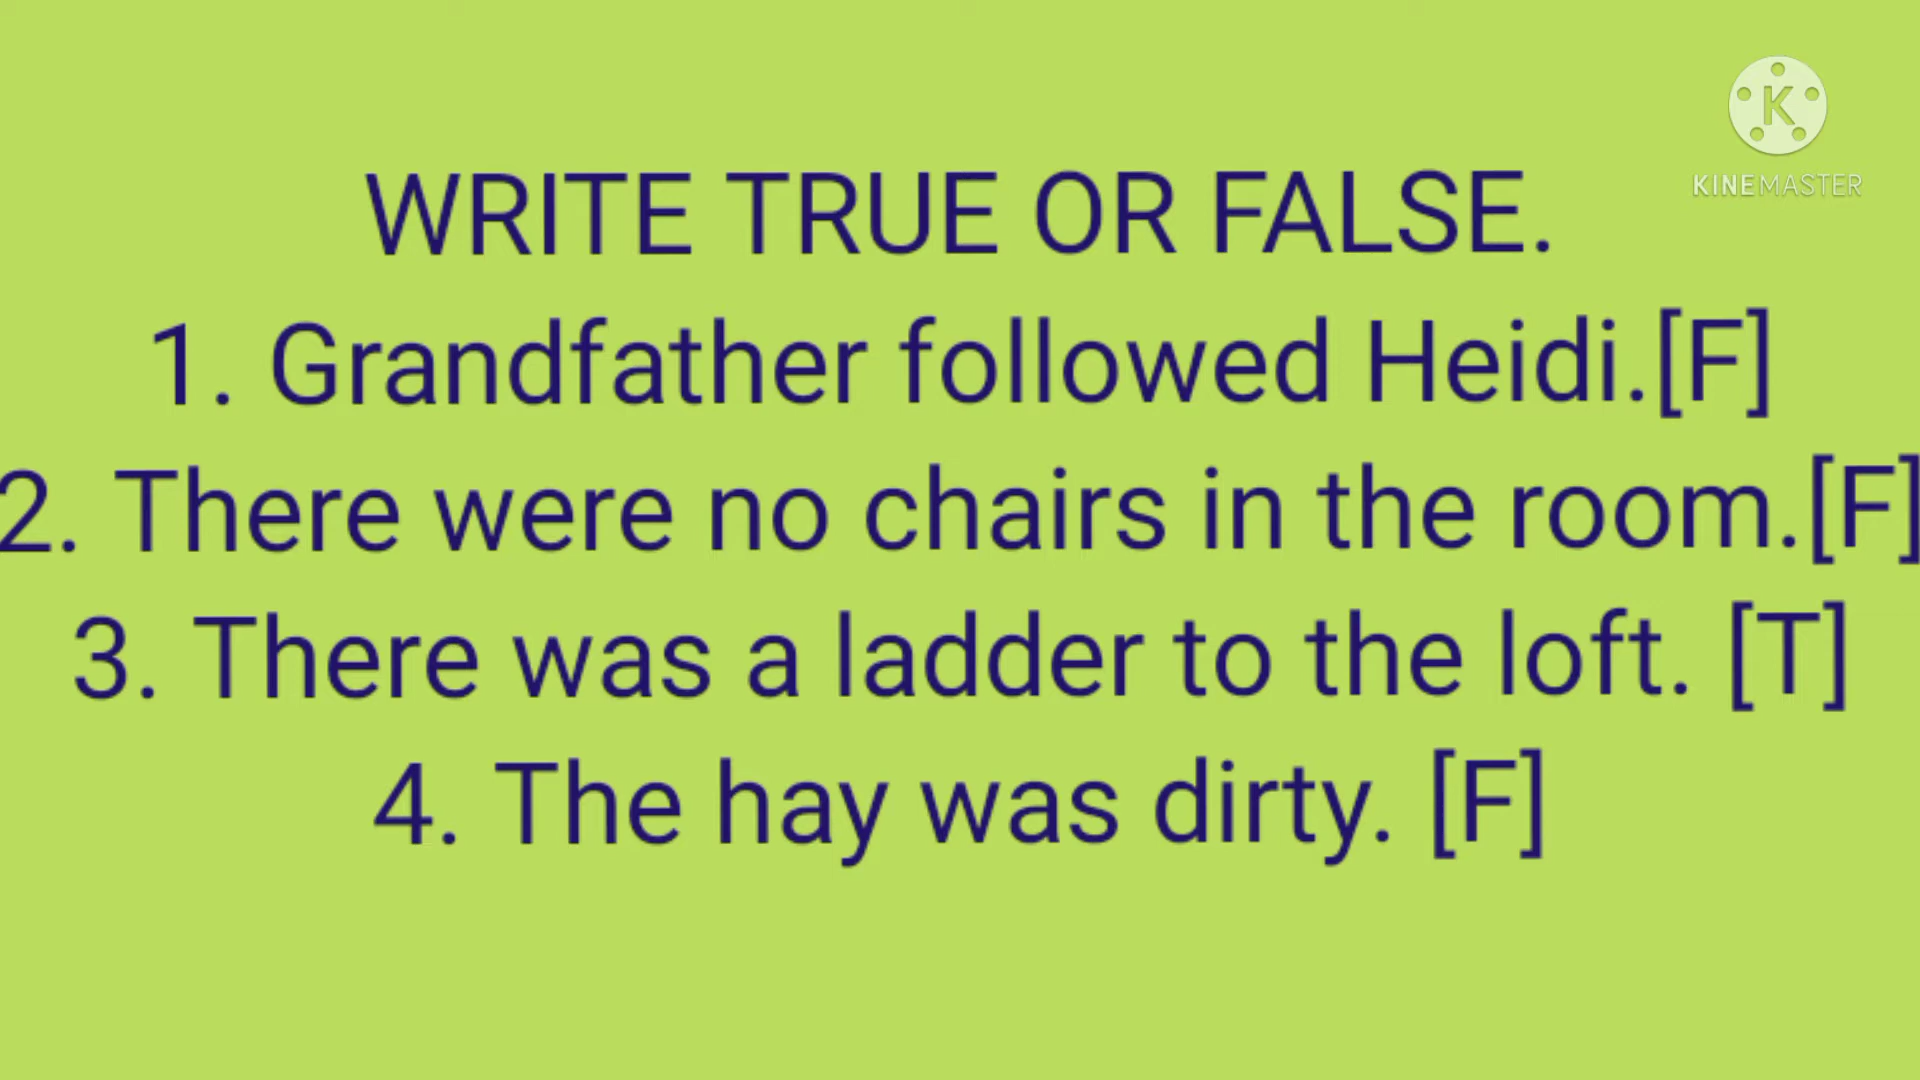 KINEMASTER
WRITE TRUE OR FALSE.
1. Grandfather followed Heidi.[F]
2. There were no chairs in the room.[F]
3. There was a ladder to the loft. [T]
4. The hay was dirty. [F]